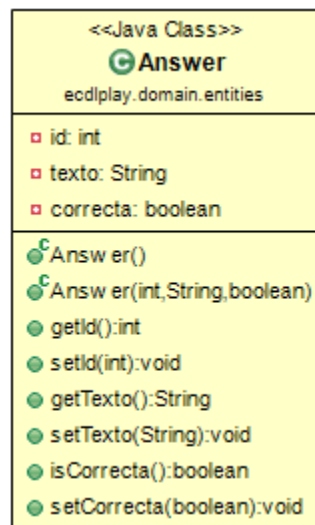 <<Java Class>>
C Answer
ecdlplay.domain.entities
id: int
texto: String
correcta: boolean
C Answer()
C Answer(int,String,boolean)
getId():int
setId(int):void
getTexto():String
setTexto(String):void
isCorrecta():boolean
setCorrecta(boolean):void